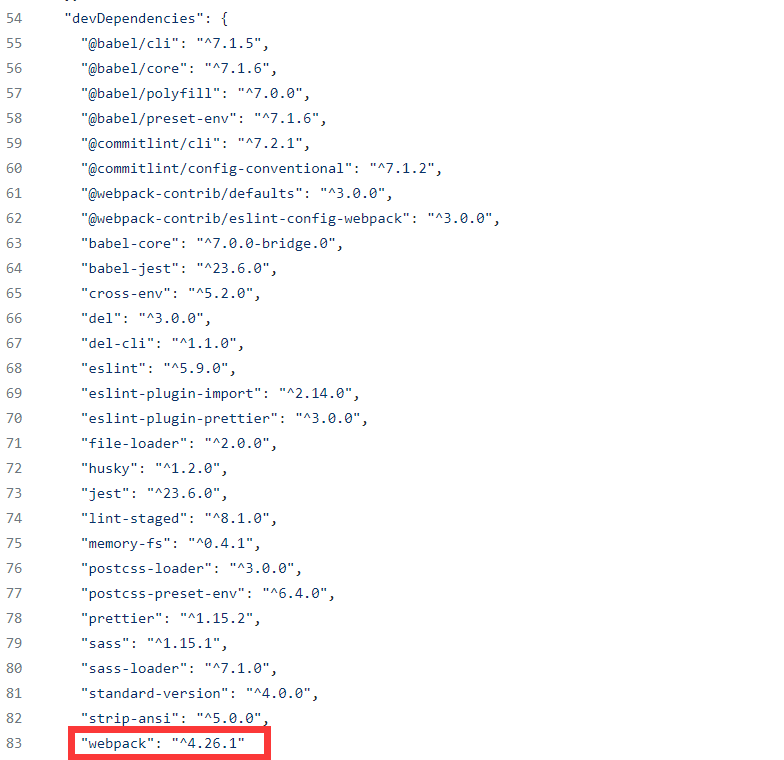 54 "devDependencies": {
55 "@babel/cli": "^7.1.5",
56 "@babel/core": "^7.1.6",
57 "@babel/polyfill": "^7.0.0",
58 "@babel/preset-env": "^7.1.6",
59 "@commitlint/cli": "^7.2.1",
60 "@commitlint/config-conventional": "^7.1.2",
61 "@webpack-contrib/defaults": "^3.0.0",
62 "@webpack-contrib/eslint-config-webpack": "^3.0.0",
63 "babel-core": "^7.0.0-bridge.0",
64 "babel-jest": "^23.6.0",
65 "cross-env": "^5.2.0",
66 "del": "^3.0.0",
67 "del-cli": "^1.1.0",
68 "eslint": "^5.9.0",
69 "eslint-plugin-import": "^2.14.0",
70 "eslint-plugin-prettier": "^3.0.0",
71 "file-loader": "^2.0.0",
72 "husky": "^1.2.0",
73 "jest": "^23.6.0",
74 "lint-staged": "^8.1.0",
75 "memory-fs": "^0.4.1",
76 "postcss-loader": "^3.0.0",
77 "postcss-preset-env": "^6.4.0",
78 "prettier": "^1.15.2",
79 "sass": "^1.15.1",
80 "sass-loader": "^7.1.0",
81 "standard-version": "^4.0.0",
82 "strip-ansi": "^5.0.0",
83 "webpack": "^4.26.1"